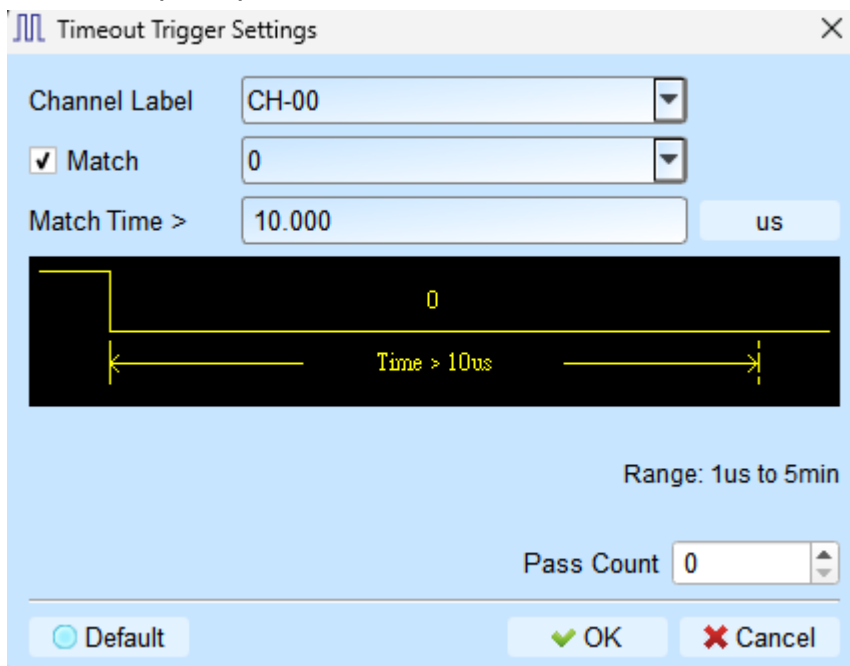 Timeout Trigger Settings
Channel Label CH-00
Match 0
Match Time > 10.000 us
0
Time > 10us
Range: 1us to 5min
Pass Count 0
Default OK Cancel